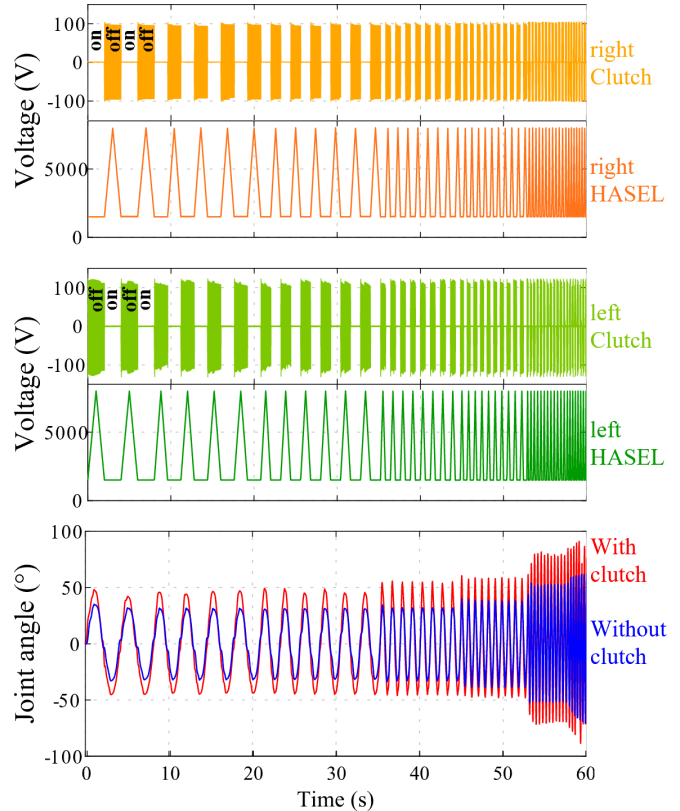 100
0
-100
Voltage (V)
on
off
on
off
right
Clutch
5000
0
Voltage (V)
right
HASEL
100
0
-100
Voltage (V)
off
on
off
on
left
Clutch
5000
0
left
HASEL
100
50
0
-50
-100
Joint angle (°)
With
clutch
Without
clutch
0
10
20
30
40
50
60
Time (s)